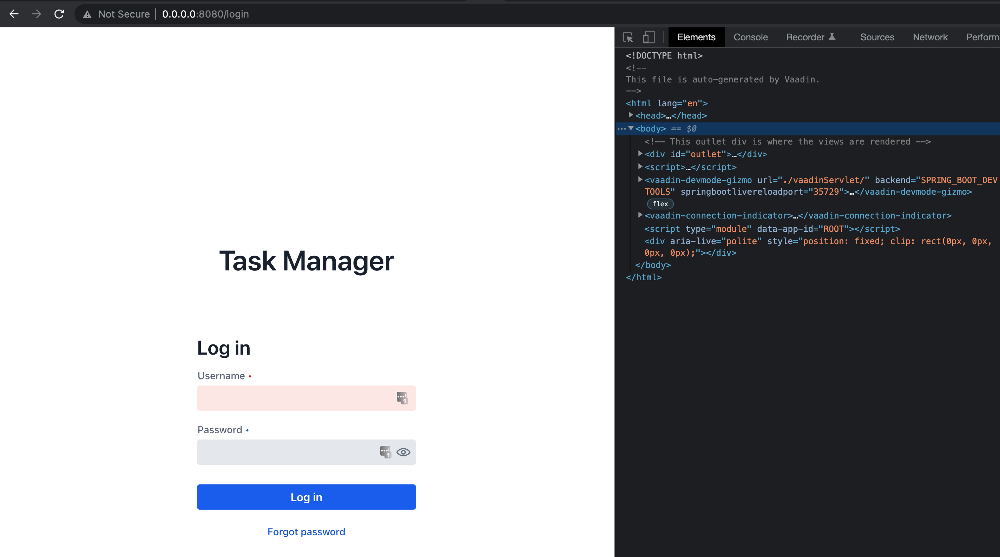 Not Secure | 0.0.0.0:8080/login
Task Manager
Log in
Username •
1
Password •
1
Log in
Forgot password
Elements Console Recorder Sources Network Perform
<!DOCTYPE html>
<!--
This file is auto-generated by Vaadin.
-->
<html lang="en">
<head>…</head>
<body> == $0
<!-- This outlet div is where the views are rendered -->
<div id="outlet">…</div>
<script>…</script>
<vaadin-devmode-gizmo url="./vaadinServlet/" backend="SPRING_BOOT_DEV
TOOLS" springbootlivereloadport="35729">…</vaadin-devmode-gizmo>
flex
<vaadin-connection-indicator>…</vaadin-connection-indicator>
<script type="module" data-app-id="ROOT"></script>
<div aria-live="polite" style="position: fixed; clip: rect(0px, 0px,
0px, 0px);"></div>
</body>
</html>